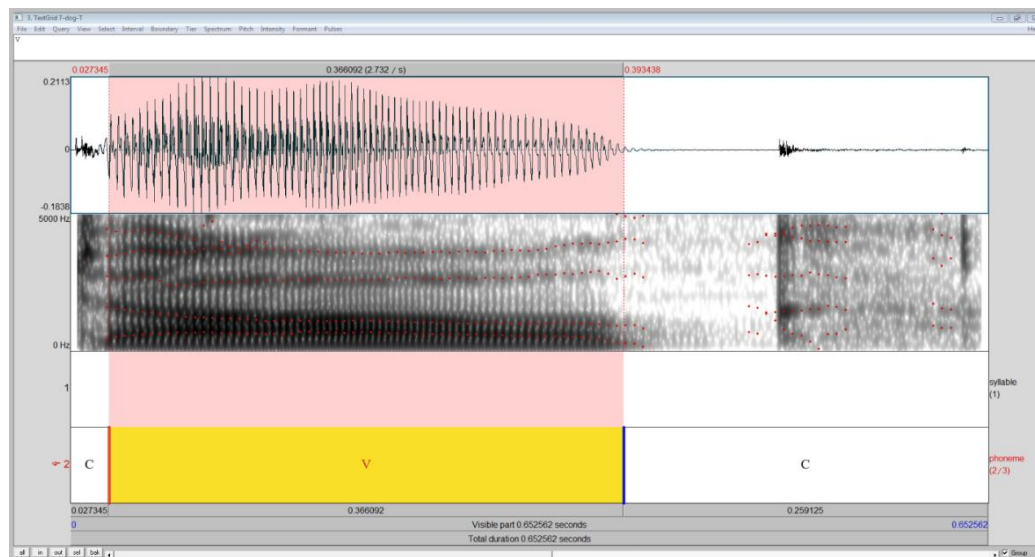 3. TextGrid 7-dog-T
File Edit Query View Select Interval Boundary Tier Spectrum Pitch Intensity Formant Pulses
V
0.027345 0.366092 (2.732 / s) 0.393438
0.2113
0
-0.1838
5000 Hz
0 Hz
1 syllable
(1)
2 C V C phoneme
(2/3)
0.027345 0.366092 0.259125
0 Visible part 0.652562 seconds 0.652562
Total duration 0.652562 seconds
all in out sel bak Group